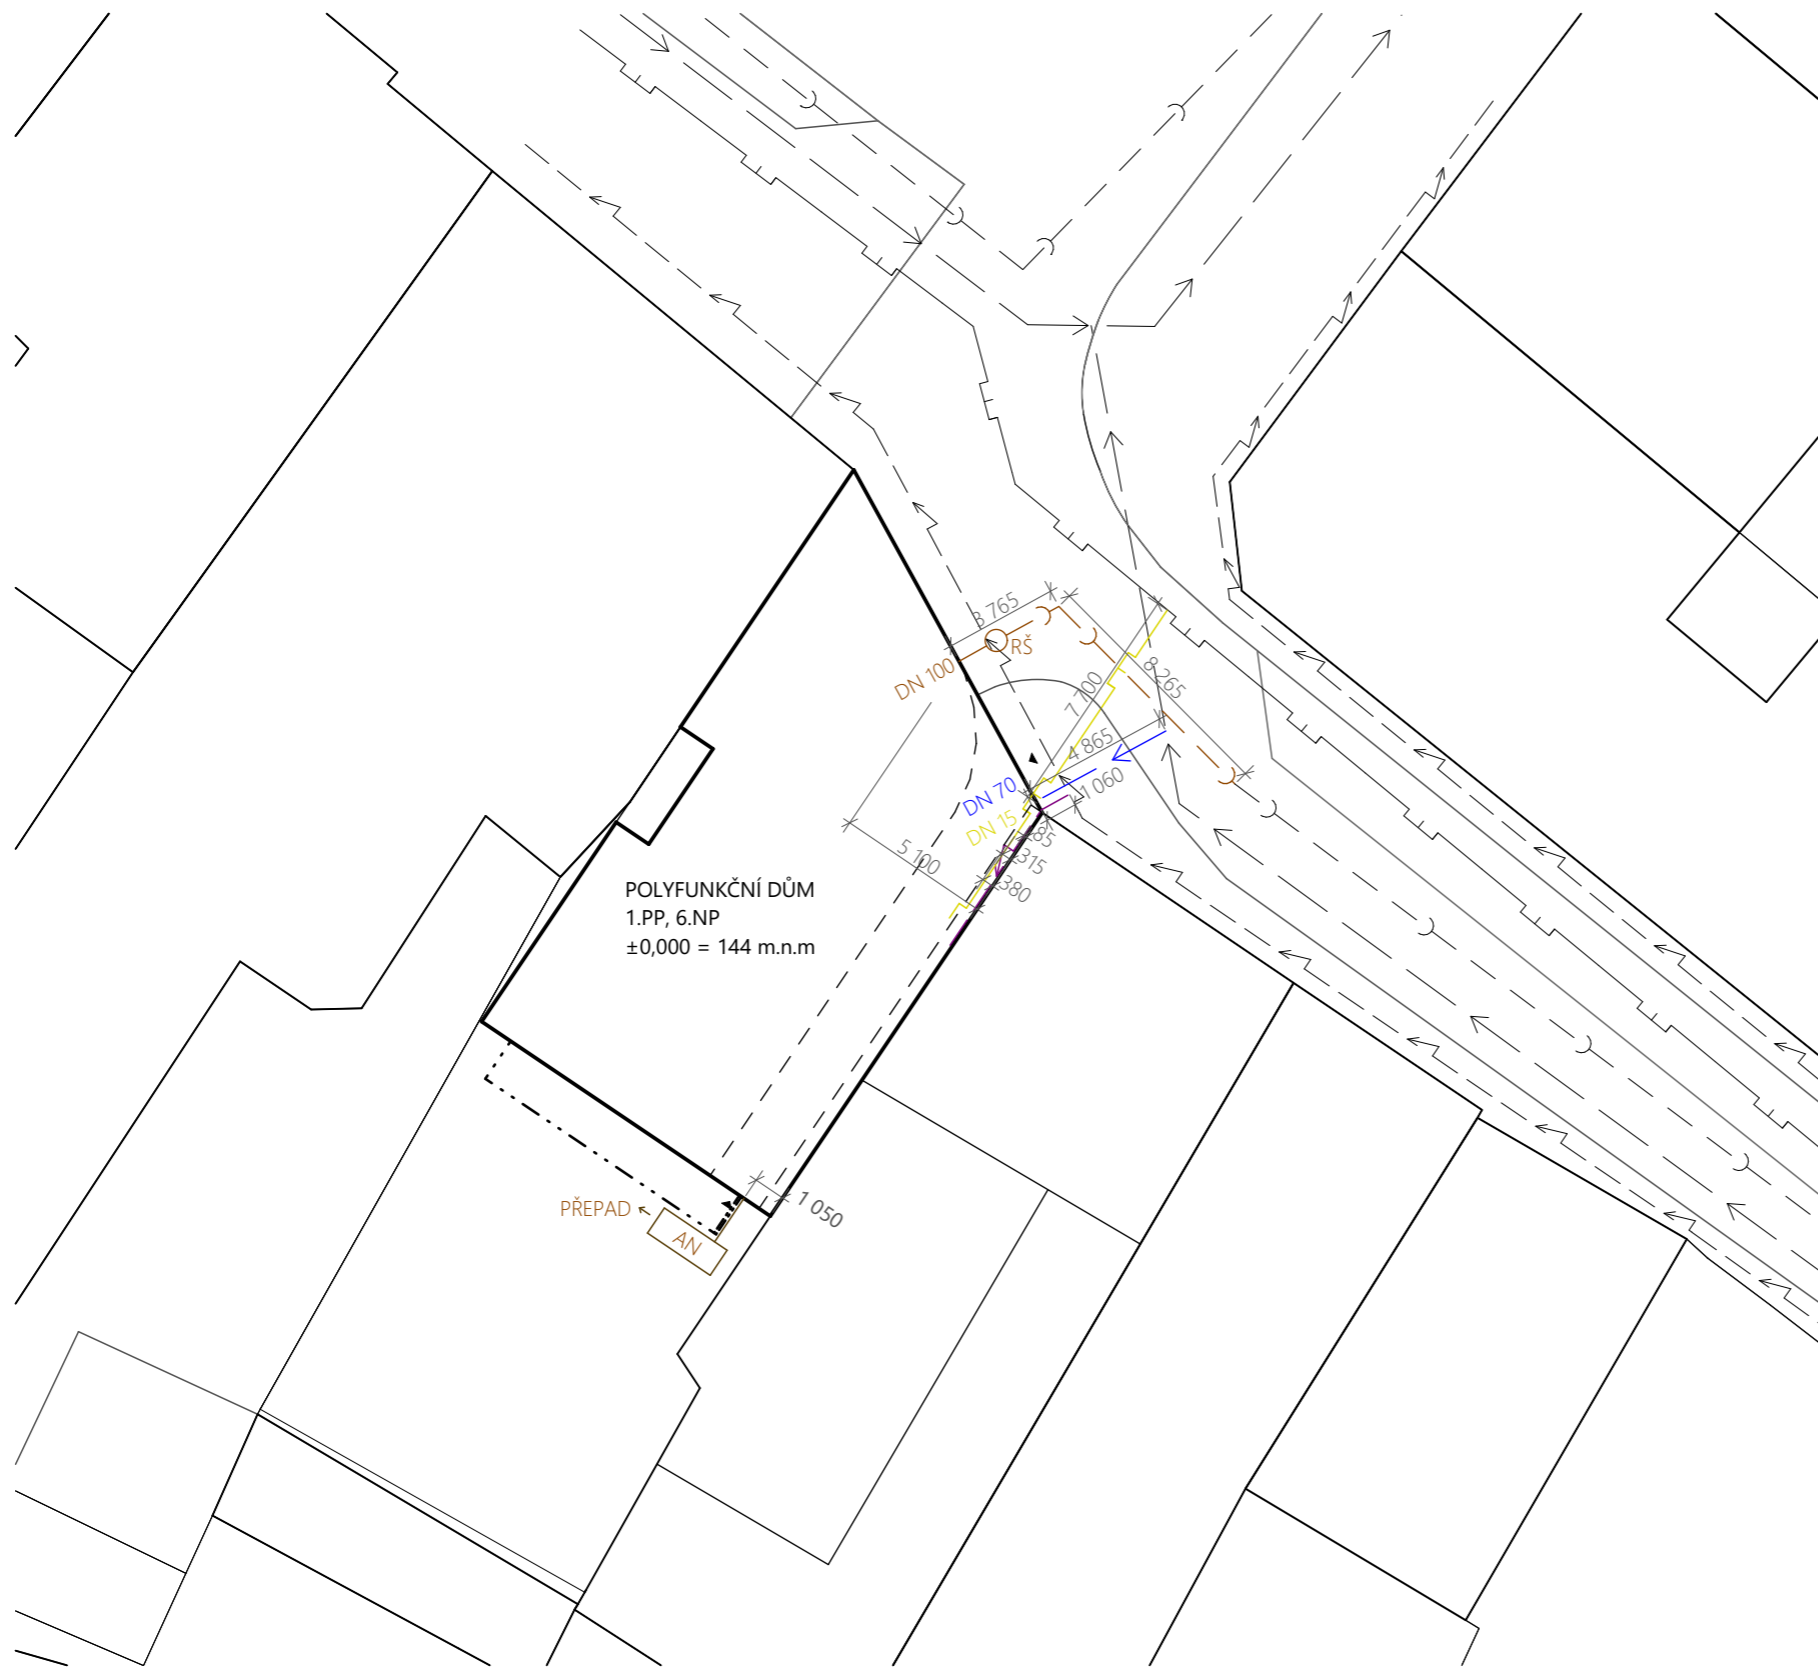 3 765
RŠ
DN 100
8 265
7 700
4 865
DN 70
1 060
DN 15
315
5 100
380
POLYFUNKČNÍ DŮM
1.PP, 6.NP
±0,000 = 144 m.n.m
PŘEPAD
1 050
AN